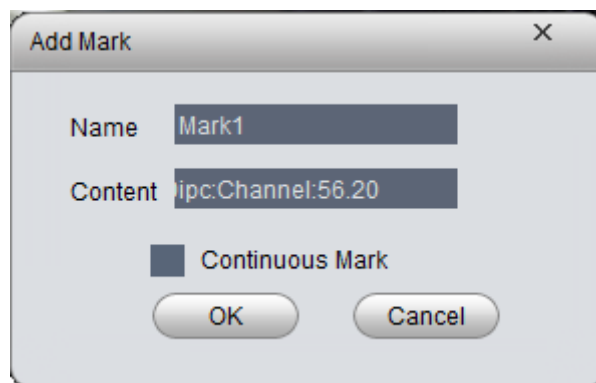 Add Mark
Name Mark1
Content ipc:Channel:56.20
Continuous Mark
OK Cancel